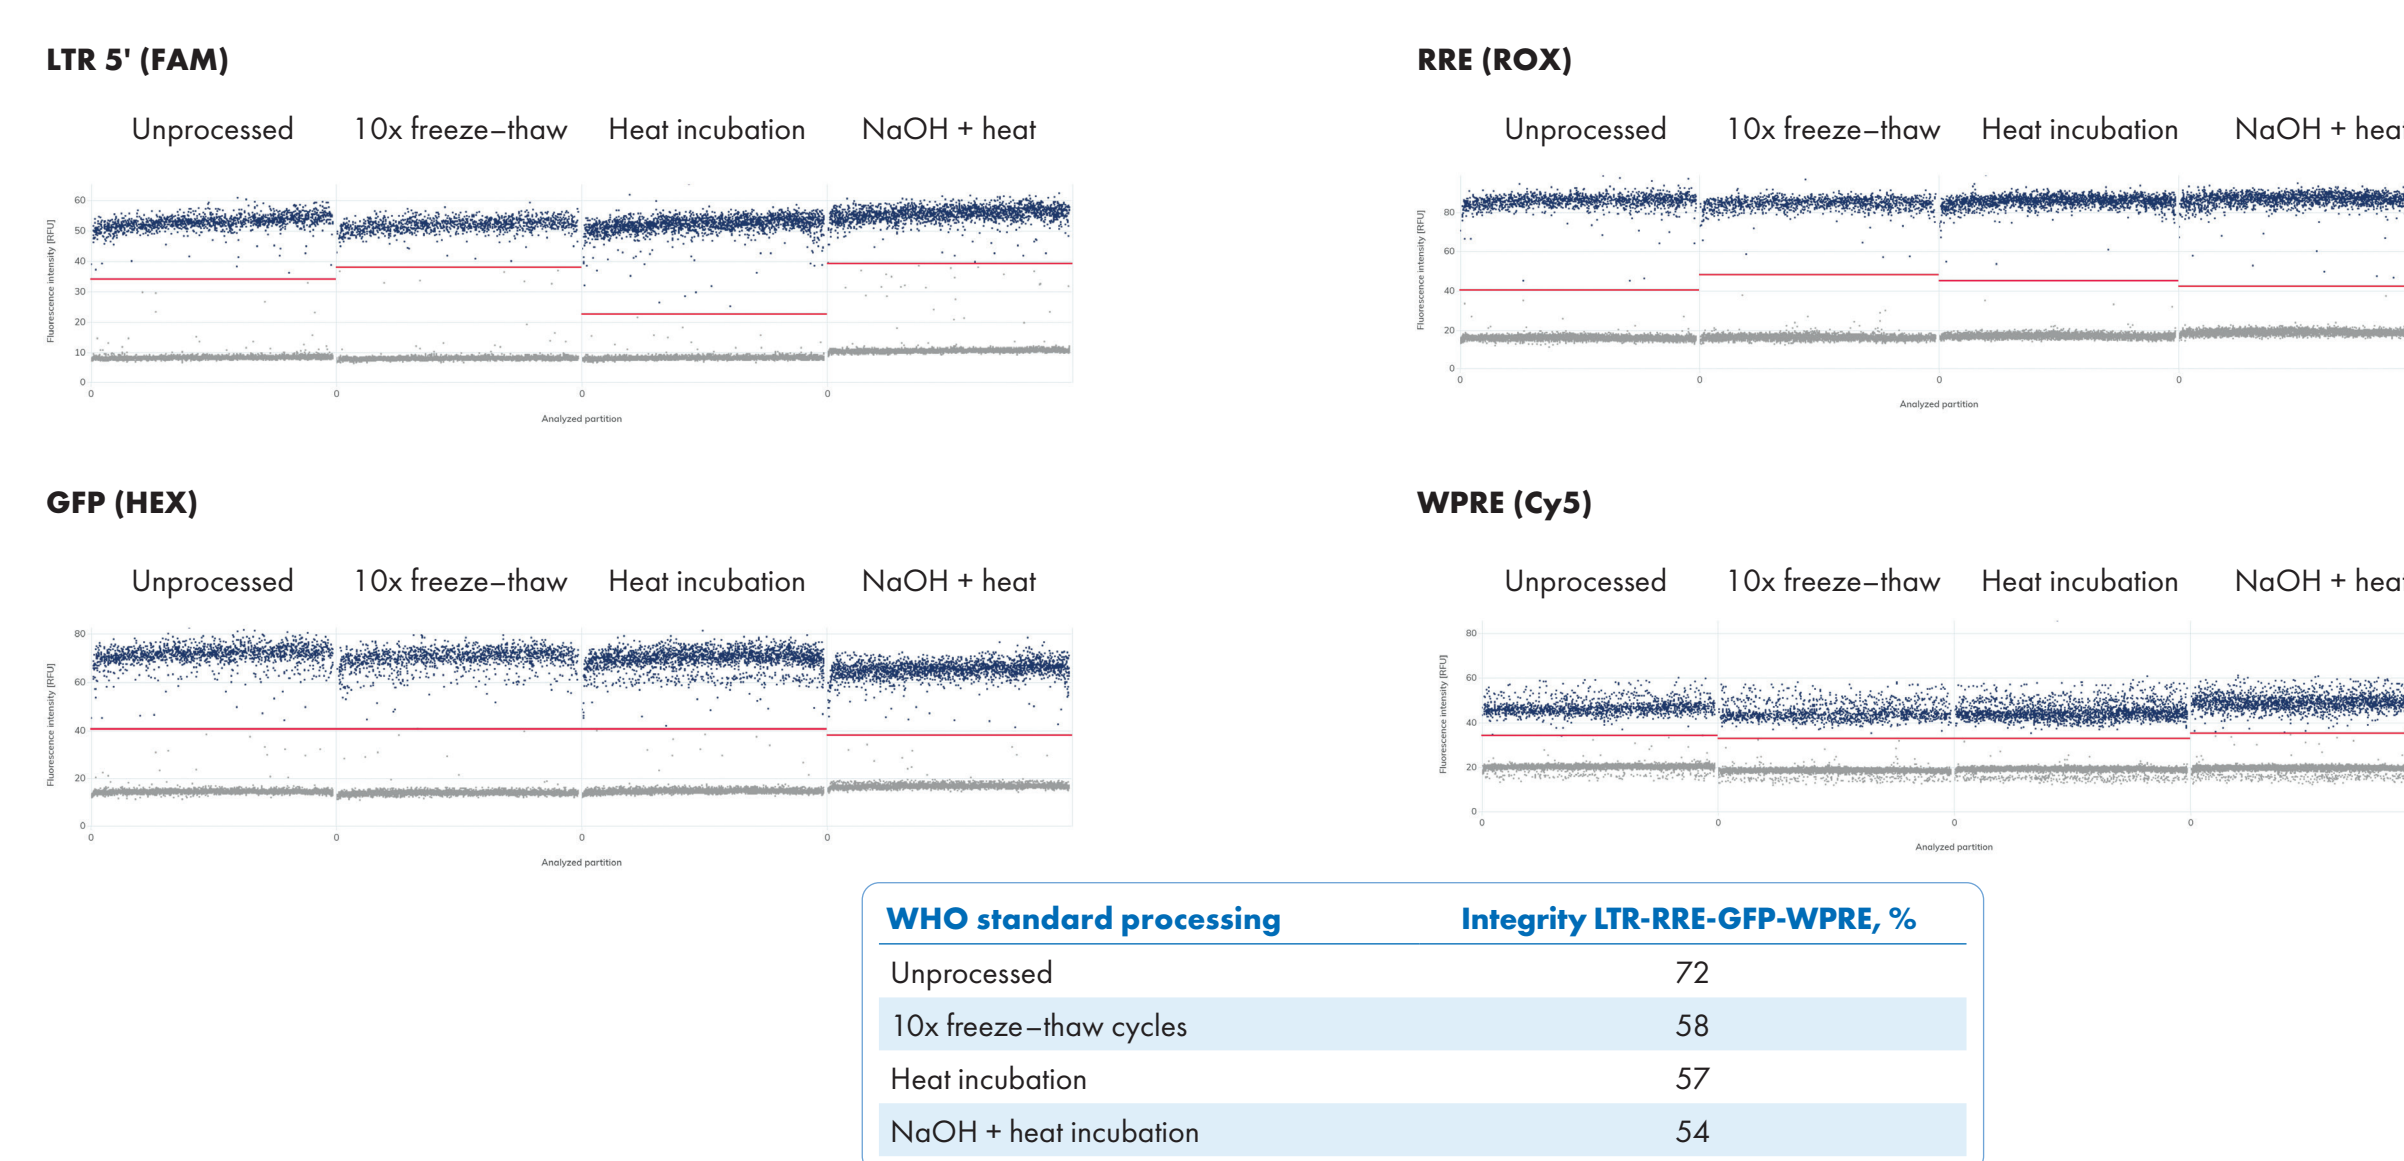 LTR 5' (FAM)
Unprocessed 10x freeze–thaw Heat incubation NaOH + heat
60
50
40
30
20
10
0
Fluorescence intensity [RFU]
0 0 0 0
Analyzed partition
RRE (ROX)
Unprocessed 10x freeze–thaw Heat incubation NaOH + hea
80
60
40
20
0
Fluorescence intensity [RFU]
0 0 0 0
Analyzed partition
GFP (HEX)
Unprocessed 10x freeze–thaw Heat incubation NaOH + heat
80
60
40
20
0
Fluorescence intensity [RFU]
0 0 0 0
Analyzed partition
WPRE (Cy5)
Unprocessed 10x freeze–thaw Heat incubation NaOH + hea
80
60
40
20
0
Fluorescence intensity [RFU]
0 0 0 0
Analyzed partition
WHO standard processing Integrity LTR-RRE-GFP-WPRE, %
Unprocessed 72
10x freeze–thaw cycles 58
Heat incubation 57
NaOH + heat incubation 54